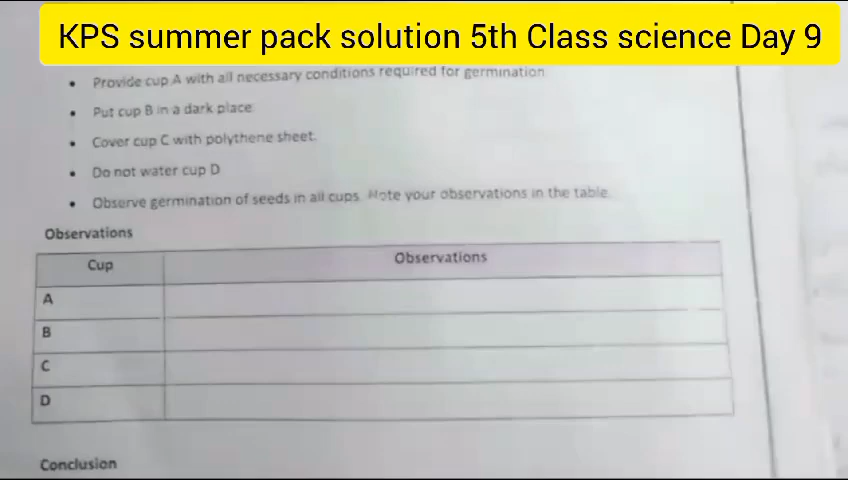 KPS summer pack solution 5th Class science Day 9
• Provide cup A with all necessary conditions required for germination
• Put cup B in a dark place
• Cover cup C with polythene sheet.
• Do not water cup D
• Observe germination of seeds in all cups. Note your observations in the table.
Observations
Cup Observations
A
B
C
D
Conclusion